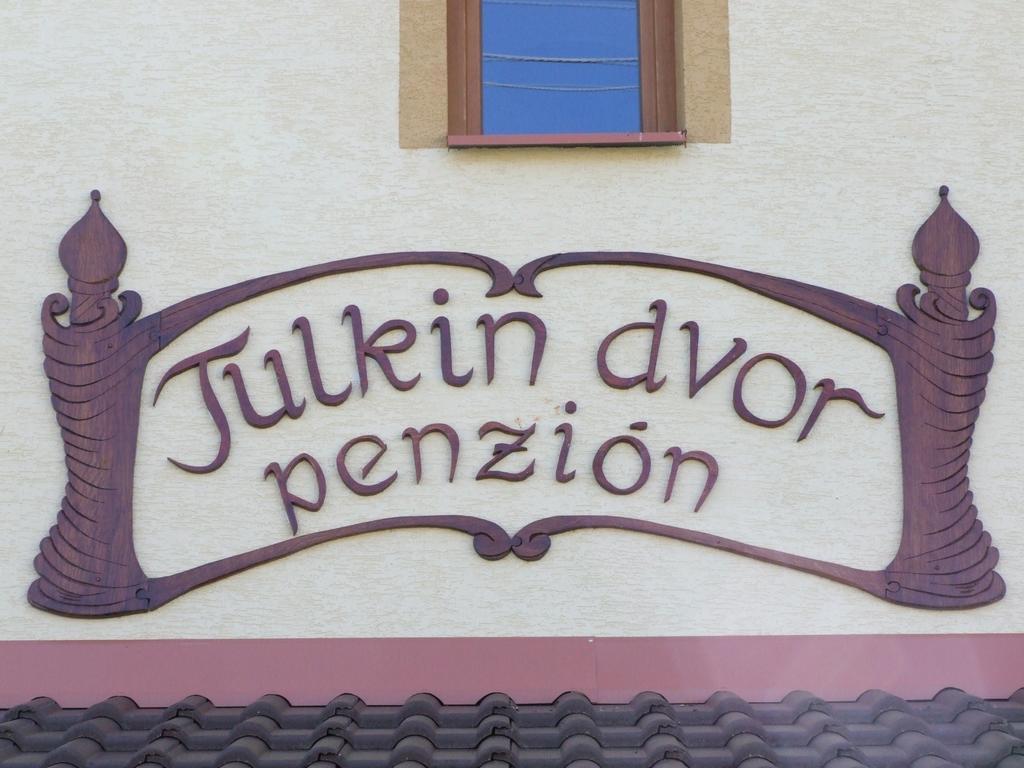 Tulkin dvor
penzión